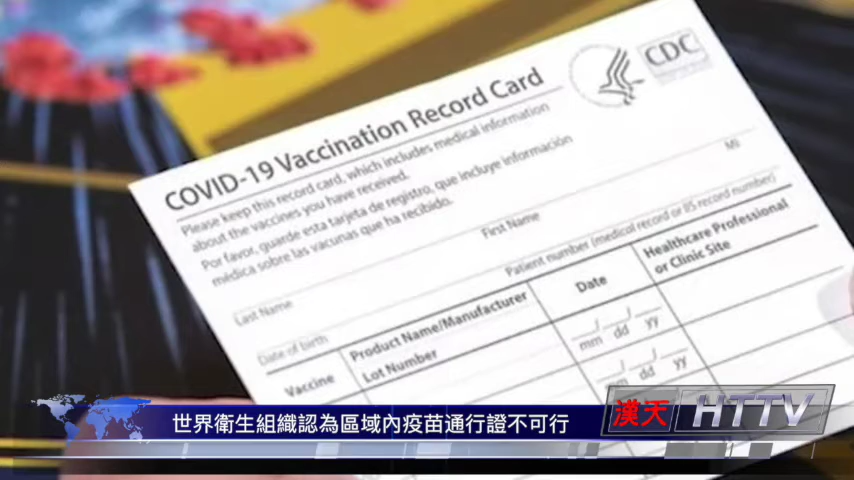 CDC
COVID-19 Vaccination Record Card
Please keep this record card, which includes medical information
about the vaccines you have received.
Por favor, guarde esta tarjeta de registro, que incluye información
médica sobre las vacunas que ha recibido.
Last Name
First Name
MI
Date of birth
Patient number (medical record or IIS record number)
Vaccine
Product Name/Manufacturer
Lot Number
Date
Healthcare Professional
or Clinic Site
mm dd yy
mm dd yy
世界衛生組織認為區域內疫苗通行證不可行
漢天 HTTV